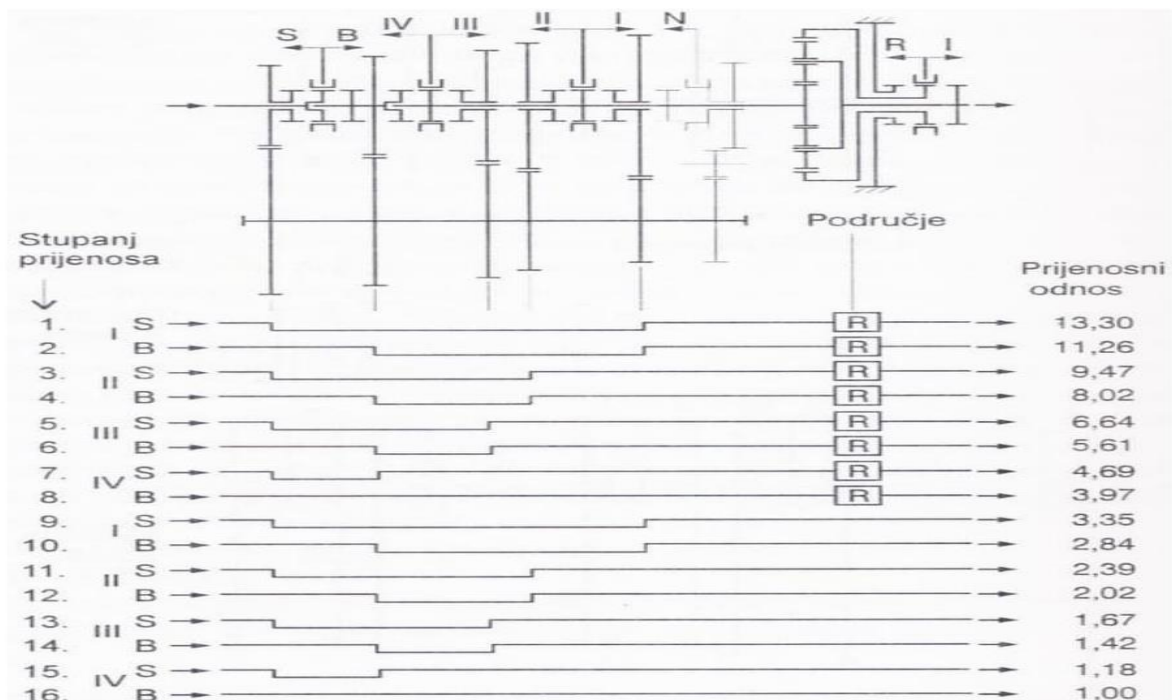 S B IV III II I N R I
Područje
Stupanj
prijenosa
Prijenosni
odnos
1. I S R 13,30
2. B R 11,26
3. II S R 9,47
4. B R 8,02
5. III S R 6,64
6. B R 5,61
7. IV S R 4,69
8. B R 3,97
9. I S 3,35
10. B 2,84
11. II S 2,39
12. B 2,02
13. III S 1,67
14. B 1,42
15. IV S 1,18
16. B 1,00